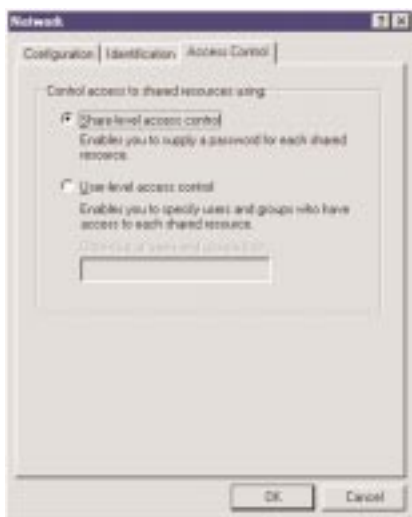 Network
Configuration Identification Access Control
Control access to shared resources using:
Share-level access control
Enables you to supply a password for each shared
resource.
User-level access control
Enables you to specify users and groups who have
access to each shared resource.
OK Cancel